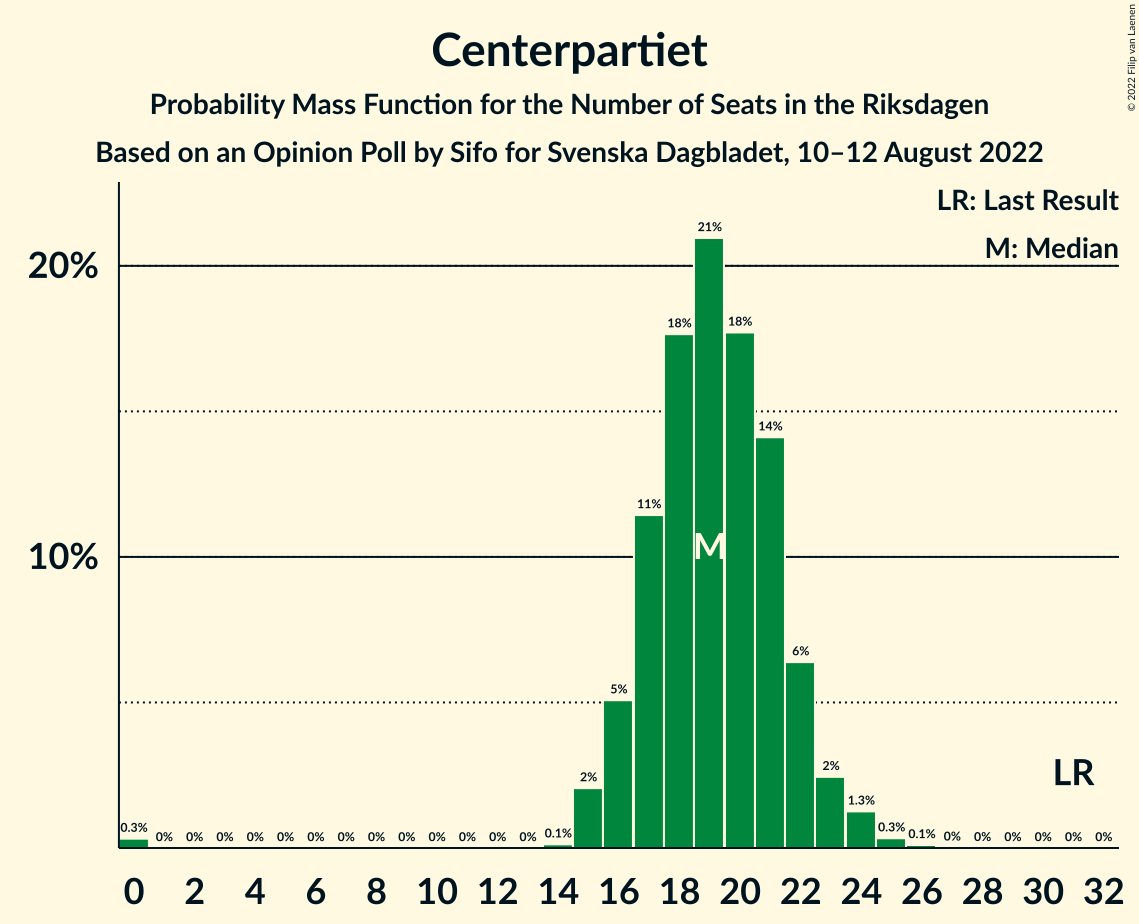 Centerpartiet
Probability Mass Function for the Number of Seats in the Riksdagen
Based on an Opinion Poll by Sifo for Svenska Dagbladet, 10–12 August 2022
© 2022 Filip van Laenen
LR: Last Result
M: Median
20%
10%
0.3% 0% 0% 0% 0% 0% 0% 0% 0% 0% 0% 0% 0% 0% 0.1% 2% 5% 11% 18% 21% 18% 14% 6% 2% 1.3% 0.3% 0.1% 0% 0% 0% 0% 0% 0%
M
LR
0 2 4 6 8 10 12 14 16 18 20 22 24 26 28 30 32